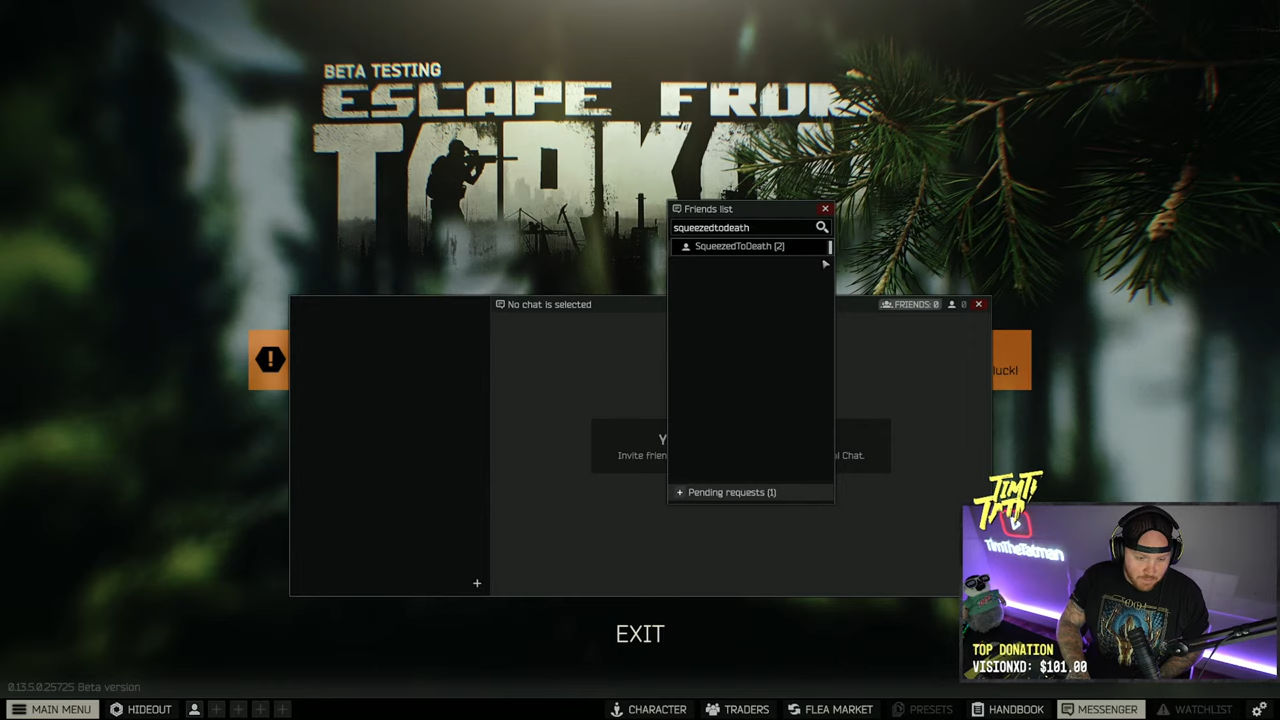 BETA TESTING
ESCAPE FROM
Friends list
squeezedtodeath
SqueezedToDeath [2]
No chat is selected
FRIENDS: 0
0
luck!
Y
Invite frien
l Chat.
Pending requests (1)
TimTheTatman
TOP DONATION
VISIONXD: $101.00
EXIT
0.13.5.0.25725 Beta version
MAIN MENU
HIDEOUT
CHARACTER
TRADERS
FLEA MARKET
PRESETS
HANDBOOK
MESSENGER
WATCHLIST